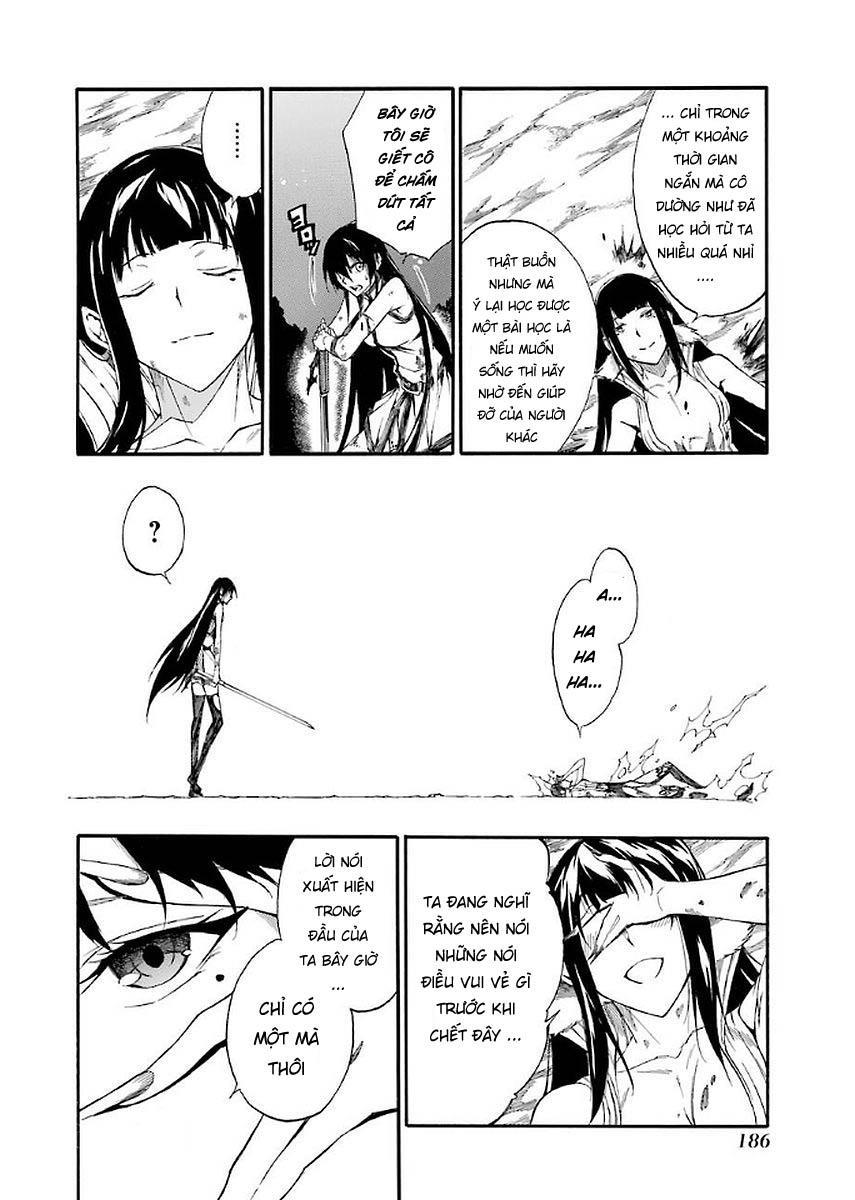 ... CHỈ TRONG
MỘT KHOẢNG
THỜI GIAN
NGẮN MÀ CÔ
DƯỜNG NHƯ ĐÃ
HỌC HỎI TỪ TA
NHIỀU QUÁ NHỈ
....
THẬT BUỒN
NHƯNG MÀ
Ý LẠI HỌC ĐƯỢC
MỘT BÀI HỌC LÀ
NẾU MUỐN
SỐNG THÌ HÃY
NHỜ ĐẾN GIÚP
ĐỠ CỦA NGƯỜI
KHÁC
BÂY GIỜ
TÔI SẼ
GIẾT CÔ
ĐỂ CHẤM
DỨT TẤT
CẢ
ヨロッ
......
A...
HA
HA
HA...
?
TA ĐANG NGHĨ
RẰNG NÊN NÓI
NHỮNG NÓI
ĐIỀU VUI VẺ GÌ
TRƯỚC KHI
CHẾT ĐÂY ...
LỜI NÓI
XUẤT HIỆN
TRONG
ĐẦU CỦA
TA BÂY GIỜ
...
CHỈ CÓ
MỘT MÀ
THÔI
186